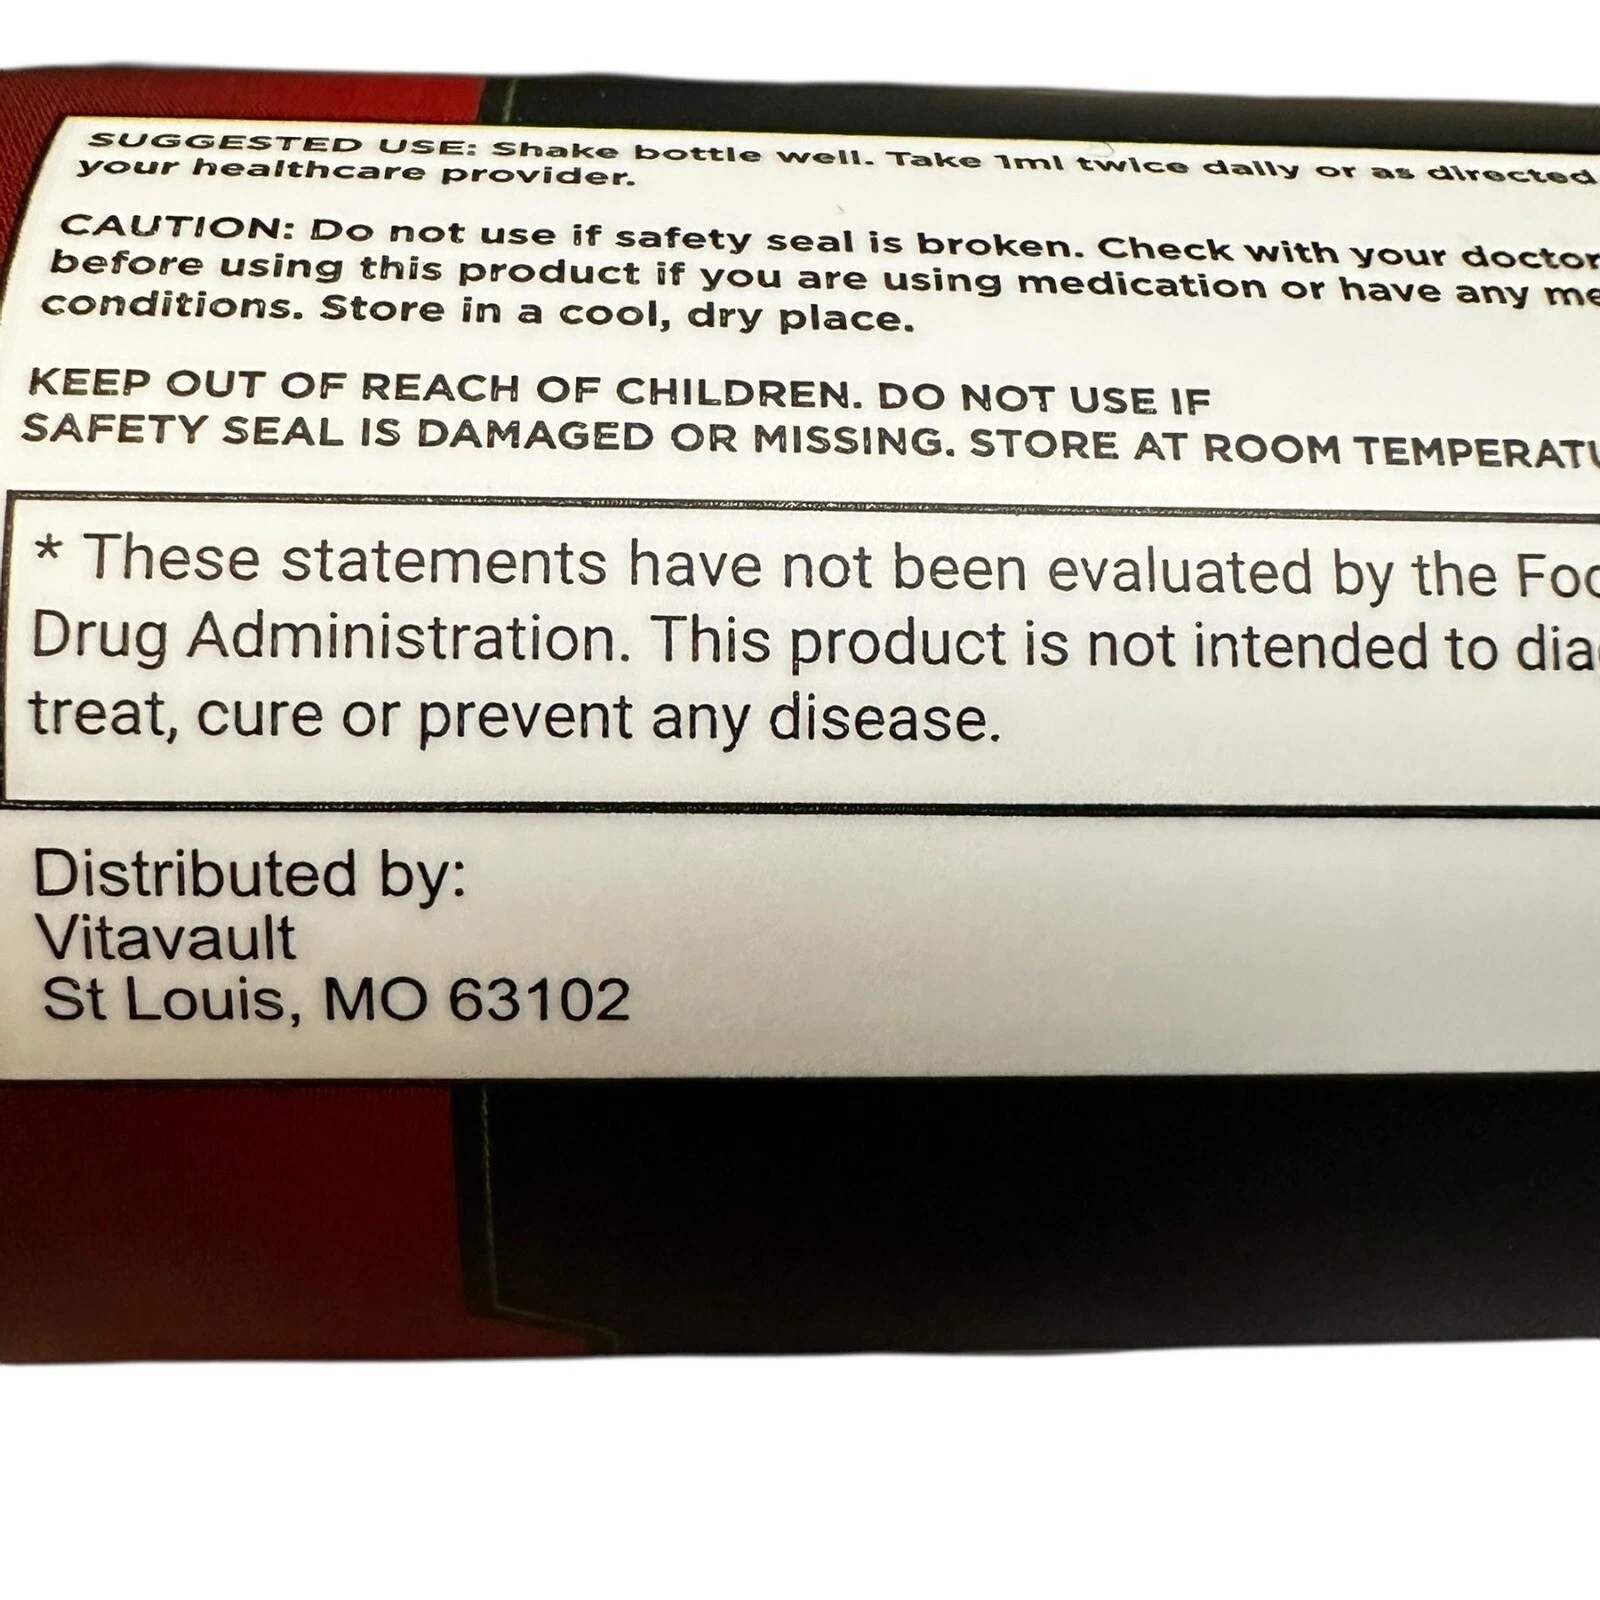 SUGGESTED USE: Shake bottle well. Take 1ml twice daily or as directed
your healthcare provider.
CAUTION: Do not use if safety seal is broken. Check with your doctor
before using this product if you are using medication or have any me
conditions. Store in a cool, dry place.
KEEP OUT OF REACH OF CHILDREN. DO NOT USE IF
SAFETY SEAL IS DAMAGED OR MISSING. STORE AT ROOM TEMPERATU
* These statements have not been evaluated by the Foo
Drug Administration. This product is not intended to dia
treat, cure or prevent any disease.
Distributed by:
Vitavault
St Louis, MO 63102